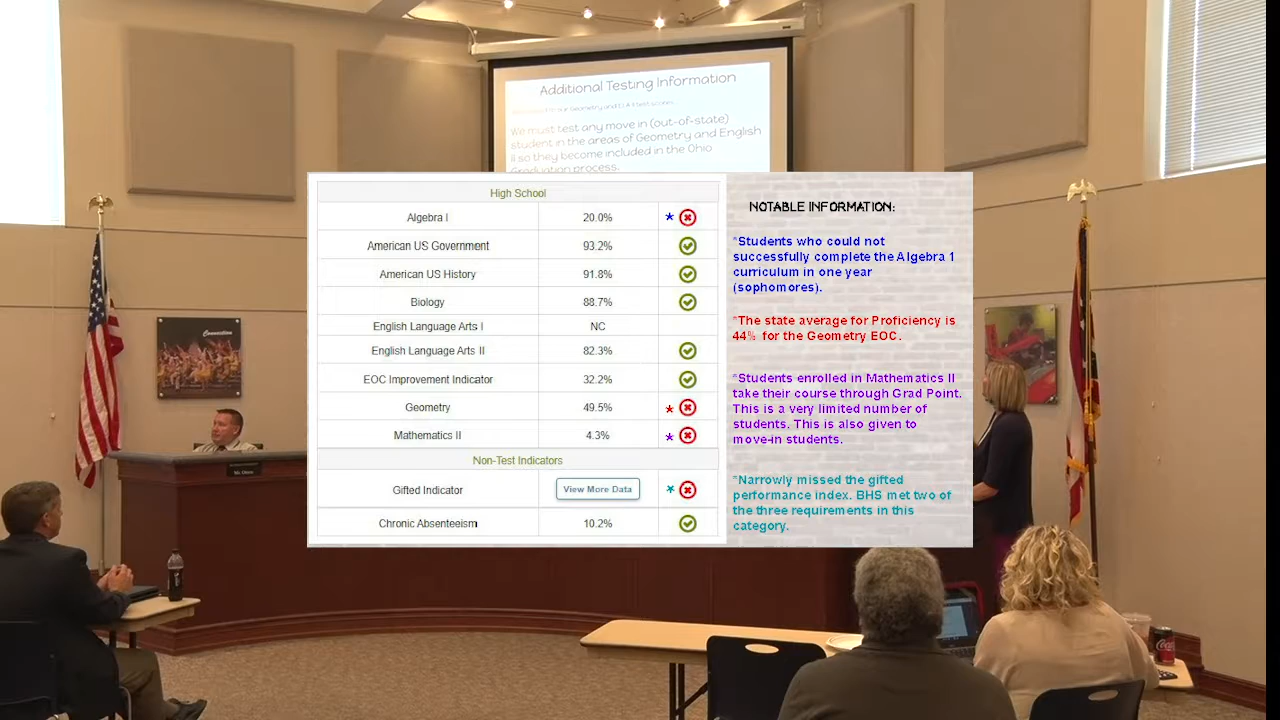 Additional Testing Information
We must test any move in (out-of-state)
student in the areas of Geometry and English
II so they become included in the Ohio
Graduation process.
High School
Algebra I 20.0% *
American US Government 93.2%
American US History 91.8%
Biology 88.7%
English Language Arts I NC
English Language Arts II 82.3%
EOC Improvement Indicator 32.2%
Geometry 49.5% *
Mathematics II 4.3% *
Non-Test Indicators
Gifted Indicator View More Data *
Chronic Absenteeism 10.2%
NOTABLE INFORMATION:
*Students who could not
successfully complete the Algebra 1
curriculum in one year
(sophomores).
*The state average for Proficiency is
44% for the Geometry EOC.
*Students enrolled in Mathematics II
take their course through Grad Point.
This is a very limited number of
students. This is also given to
move-in students.
*Narrowly missed the gifted
performance index. BHS met two of
the three requirements in this
category.